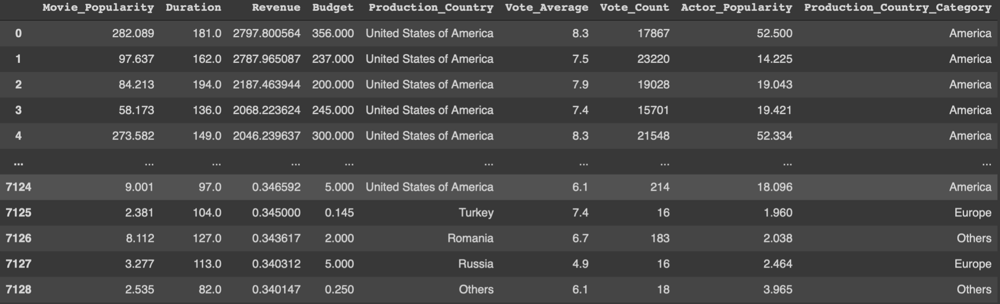 Movie_Popularity Duration Revenue Budget Production_Country Vote_Average Vote_Count Actor_Popularity Production_Country_Category
0 282.089 181.0 2797.800564 356.000 United States of America 8.3 17867 52.500 America
1 97.637 162.0 2787.965087 237.000 United States of America 7.5 23220 14.225 America
2 84.213 194.0 2187.463944 200.000 United States of America 7.9 19028 19.043 America
3 58.173 136.0 2068.223624 245.000 United States of America 7.4 15701 19.421 America
4 273.582 149.0 2046.239637 300.000 United States of America 8.3 21548 52.334 America
... ... ... ... ... ... ... ... ... ...
7124 9.001 97.0 0.346592 5.000 United States of America 6.1 214 18.096 America
7125 2.381 104.0 0.345000 0.145 Turkey 7.4 16 1.960 Europe
7126 8.112 127.0 0.343617 2.000 Romania 6.7 183 2.038 Others
7127 3.277 113.0 0.340312 5.000 Russia 4.9 16 2.464 Europe
7128 2.535 82.0 0.340147 0.250 Others 6.1 18 3.965 Others